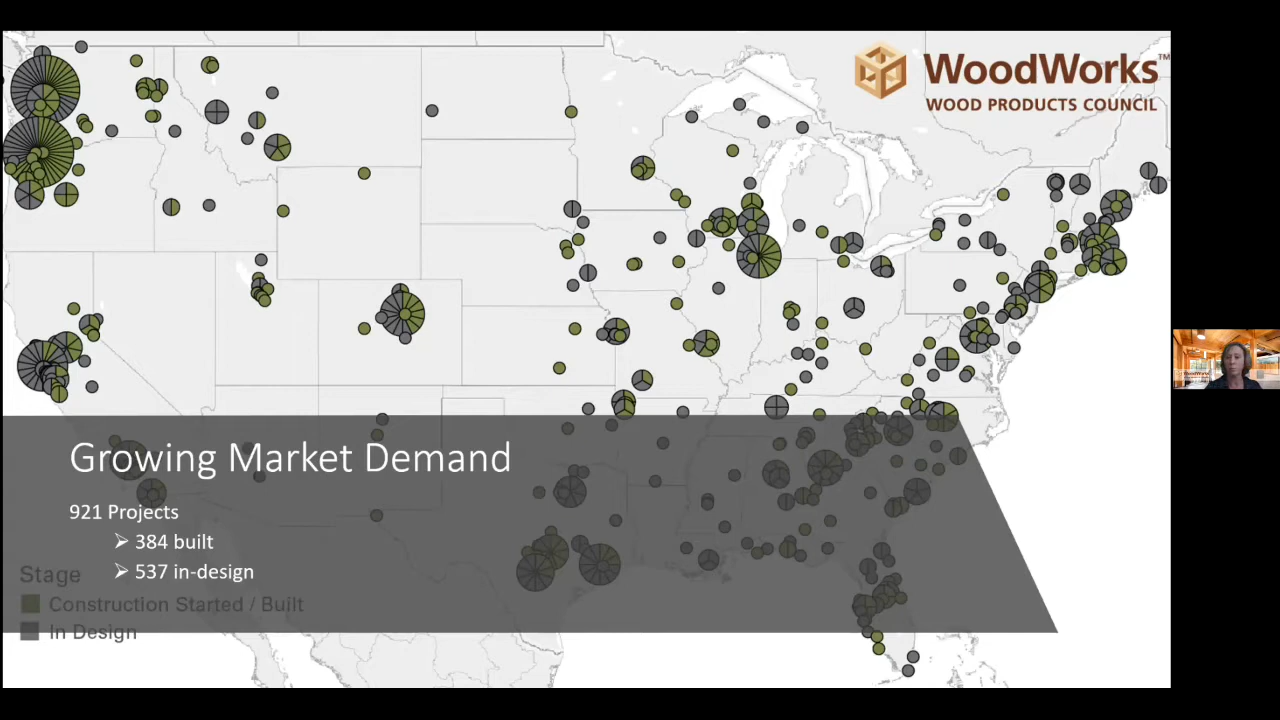 WoodWorks™
WOOD PRODUCTS COUNCIL
Growing Market Demand
921 Projects
➢ 384 built
➢ 537 in-design
Stage
Construction Started / Built
In Design